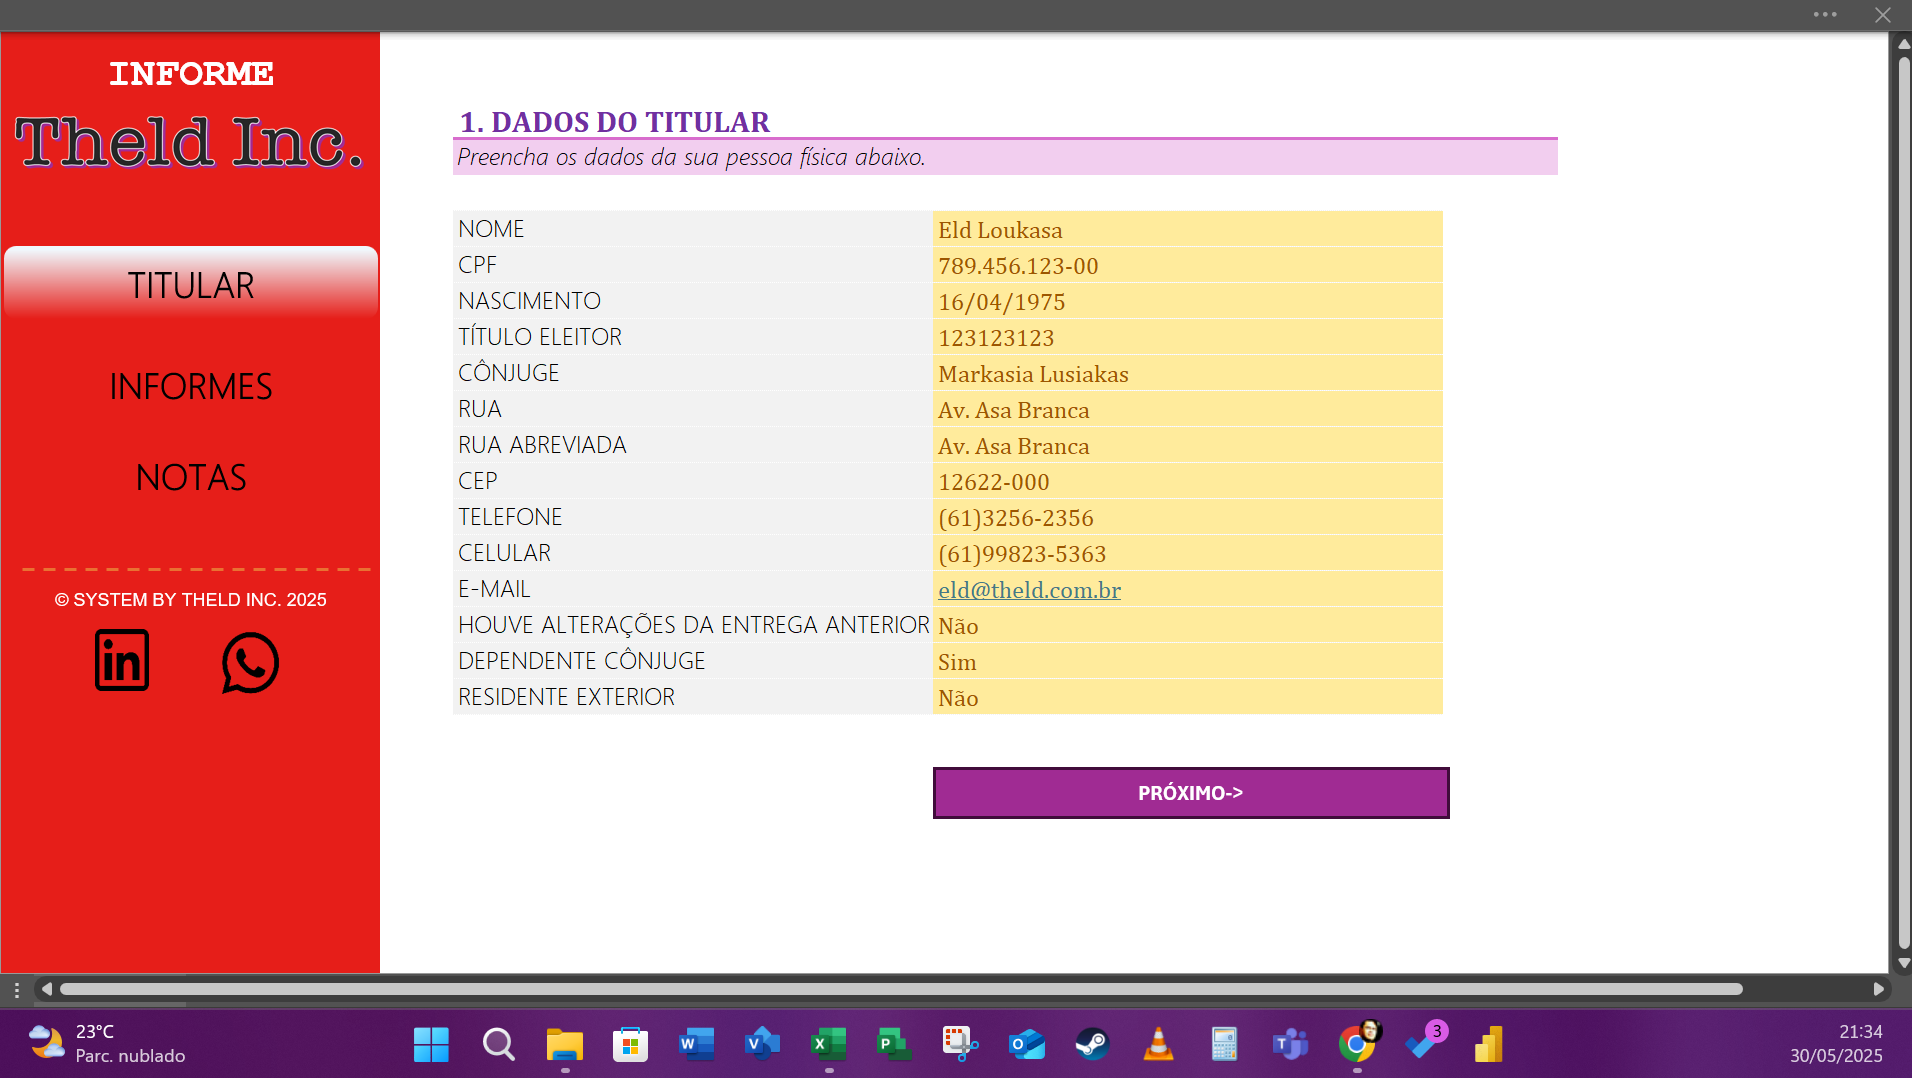 INFORME
Theld Inc.
TITULAR
INFORMES
NOTAS
© SYSTEM BY THELD INC. 2025
in
1. DADOS DO TITULAR
Preencha os dados da sua pessoa física abaixo.
NOME Eld Loukasa
CPF 789.456.123-00
NASCIMENTO 16/04/1975
TÍTULO ELEITOR 123123123
CÔNJUGE Markasia Lusiakas
RUA Av. Asa Branca
RUA ABREVIADA Av. Asa Branca
CEP 12622-000
TELEFONE (61)3256-2356
CELULAR (61)99823-5363
E-MAIL eld@theld.com.br
HOUVE ALTERAÇÕES DA ENTREGA ANTERIOR Não
DEPENDENTE CÔNJUGE Sim
RESIDENTE EXTERIOR Não
PRÓXIMO->
23°C
Parc. nublado
W
V
X
P
O
T
3
21:34
30/05/2025